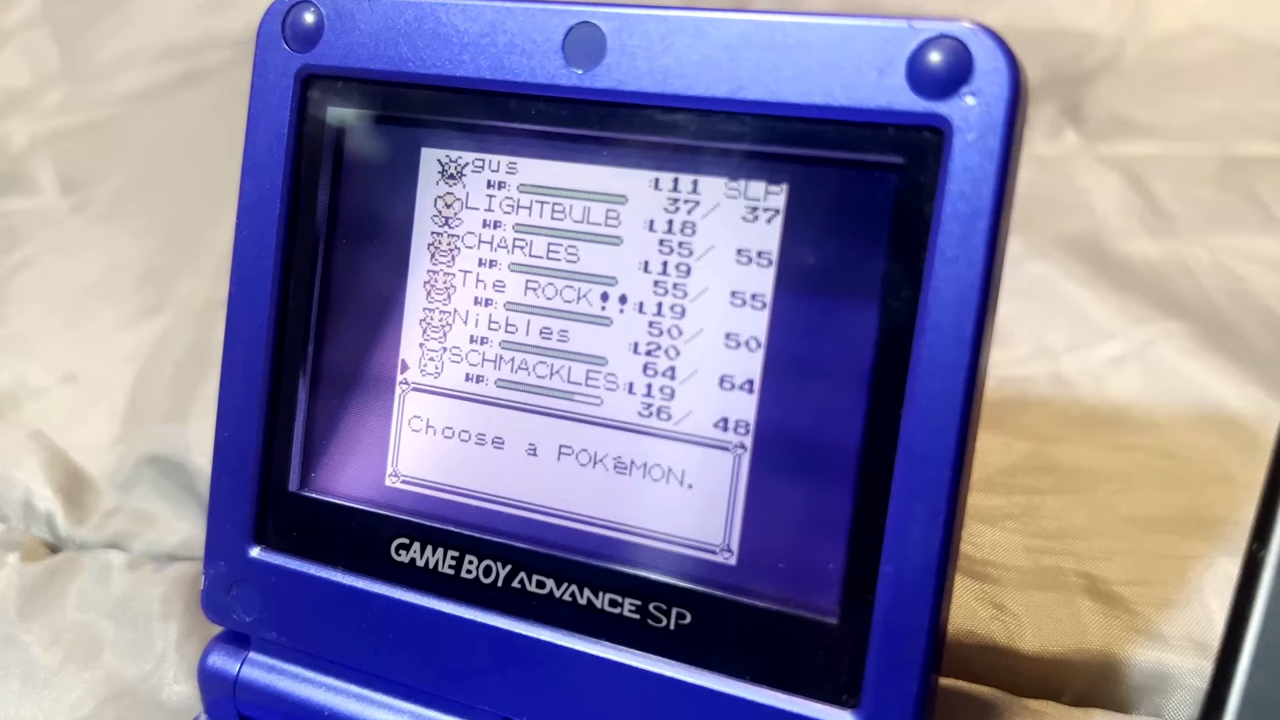 gus :L11 SLP
HP: 37/ 37
LIGHTBULB :L18
HP: 55/ 55
CHARLES :L19
HP: 55/ 55
The ROCK!! :L19
HP: 50/ 50
Nibbles :L20
HP: 64/ 64
SCHMACKLES :L19
HP: 36/ 48
Choose a POKéMON.
GAME BOY ADVANCE SP